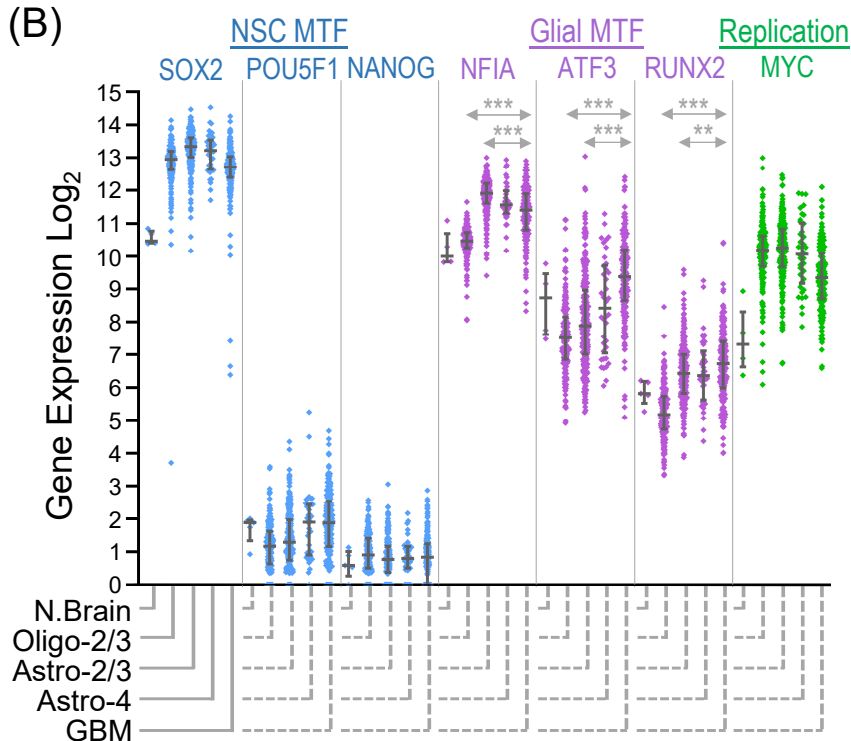 (B)
NSC MTF Glial MTF Replication
SOX2 POU5F1 NANOG NFIA ATF3 RUNX2 MYC
*** *** ***
*** *** **
Gene Expression Log2
15
14
13
12
11
10
9
8
7
6
5
4
3
2
1
0
N.Brain
Oligo-2/3
Astro-2/3
Astro-4
GBM